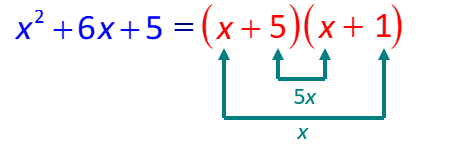 x² + 6x + 5 = (x + 5)(x + 1)
5x
x